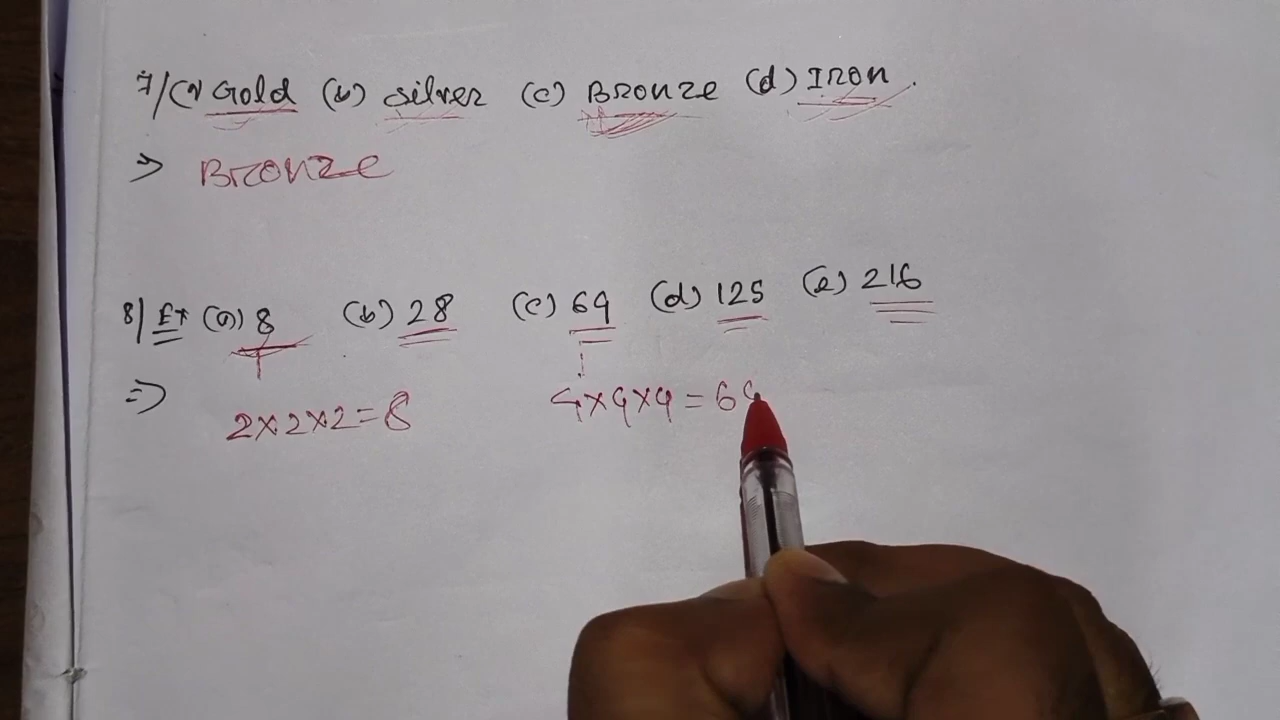 7/(a) Gold (b) silver (c) Bronze (d) Iron.
⇒ Bronze
8/ Ex (a) 8 (b) 28 (c) 64 (d) 125 (e) 216
⇒ 2×2×2=8 4×4×4=64